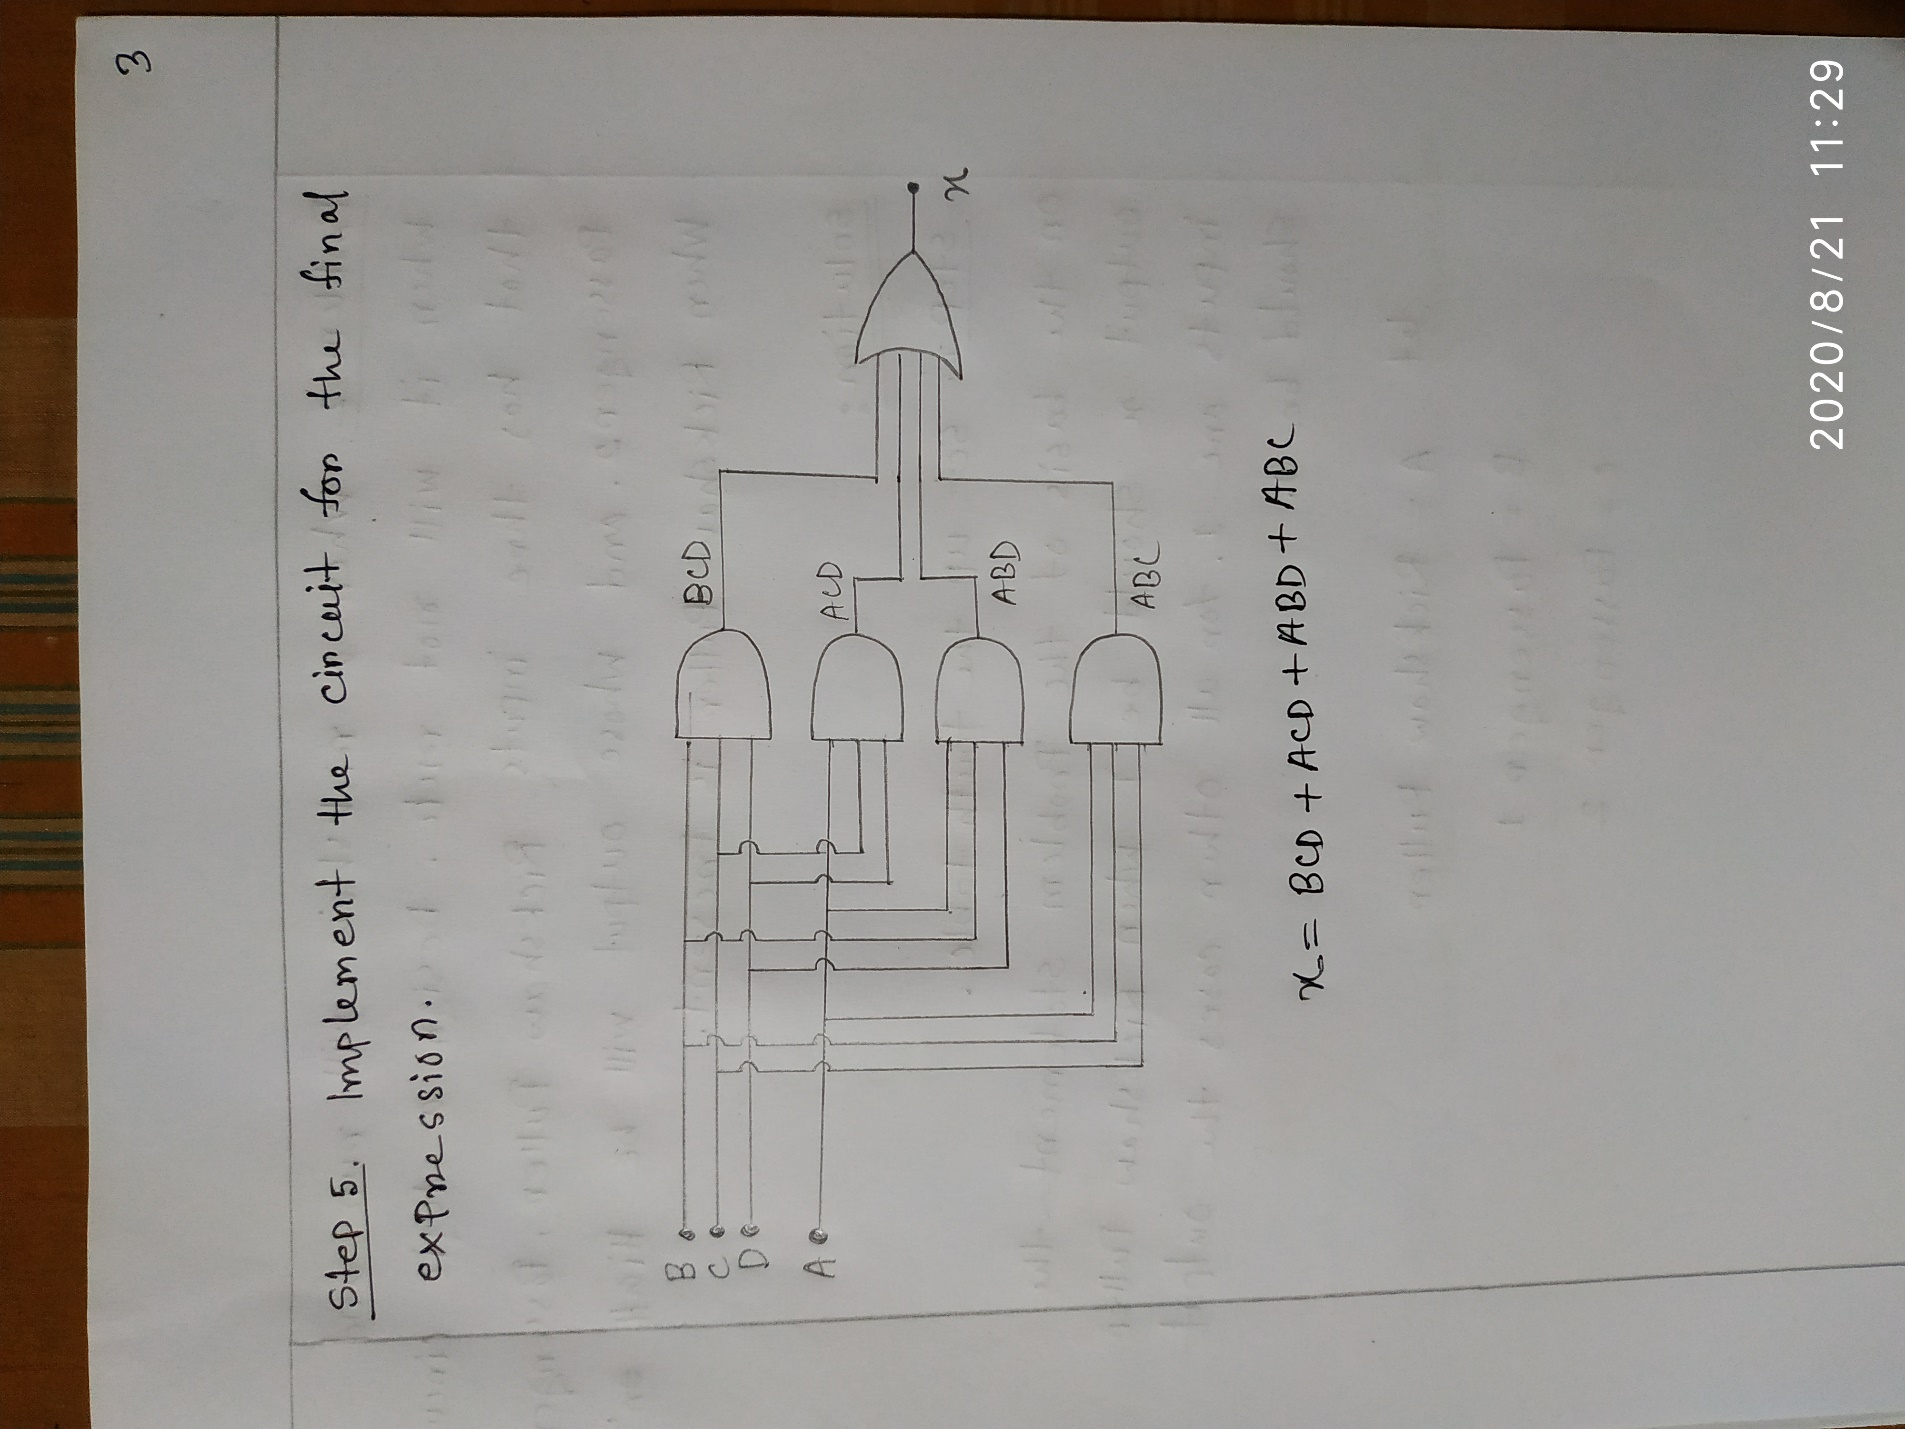 3
Step 5. Implement the circuit for the final
expression.
B
C
D
A
BCD
ACD
ABD
ABC
x
x = BCD + ACD + ABD + ABC
2020/8/21 11:29